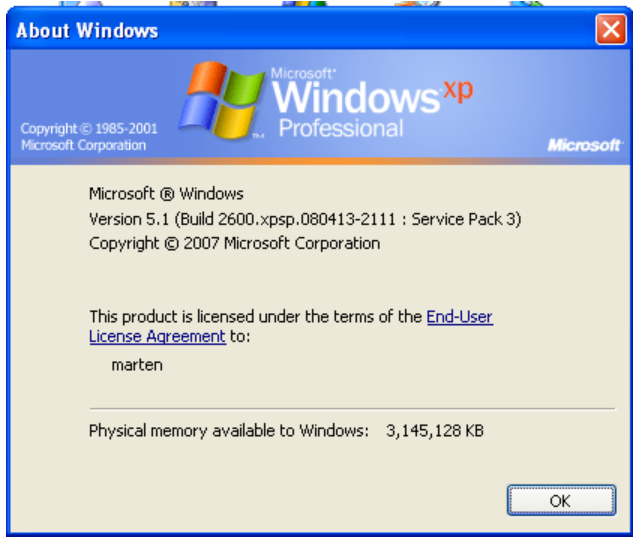 About Windows
Microsoft®
Windows xp
Professional
Copyright © 1985-2001
Microsoft Corporation
Microsoft
Microsoft ® Windows
Version 5.1 (Build 2600.xpsp.080413-2111 : Service Pack 3)
Copyright © 2007 Microsoft Corporation
This product is licensed under the terms of the End-User
License Agreement to:
marten
Physical memory available to Windows: 3,145,128 KB
OK